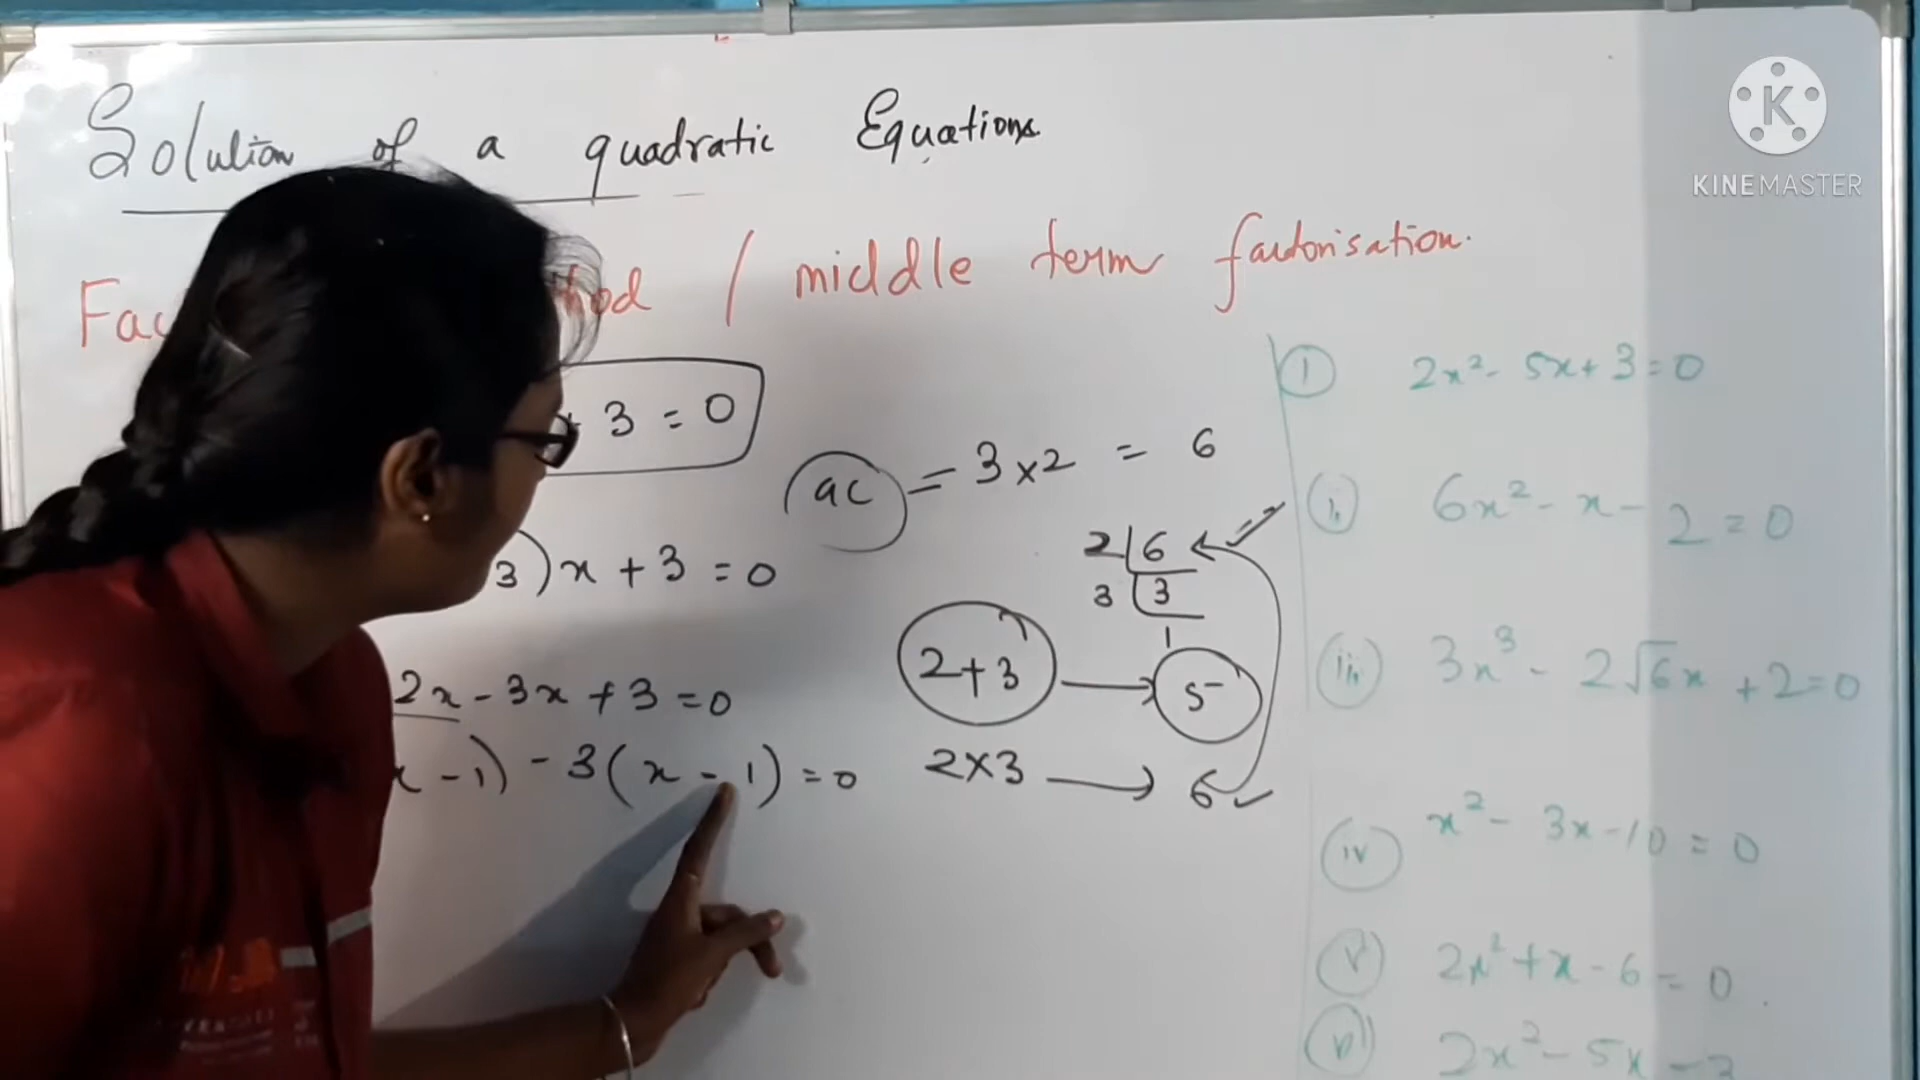 Solution of a quadratic Equations
Fac hod / middle term factorisation.
+ 3 = 0
3)x + 3 = 0
2x - 3x + 3 = 0
x - 1) - 3(x - 1) = 0
ac = 3 x 2 = 6
2 | 6
3 | 3
1
2 + 3 → 5
2 x 3 → 6
i 2x² - 5x + 3 = 0
ii 6x² - x - 2 = 0
iii 3x³ - 2√6x + 2 = 0
iv x² - 3x - 10 = 0
v 2x² + x - 6 = 0
vi 2x² - 5x - 3
K
KINEMASTER